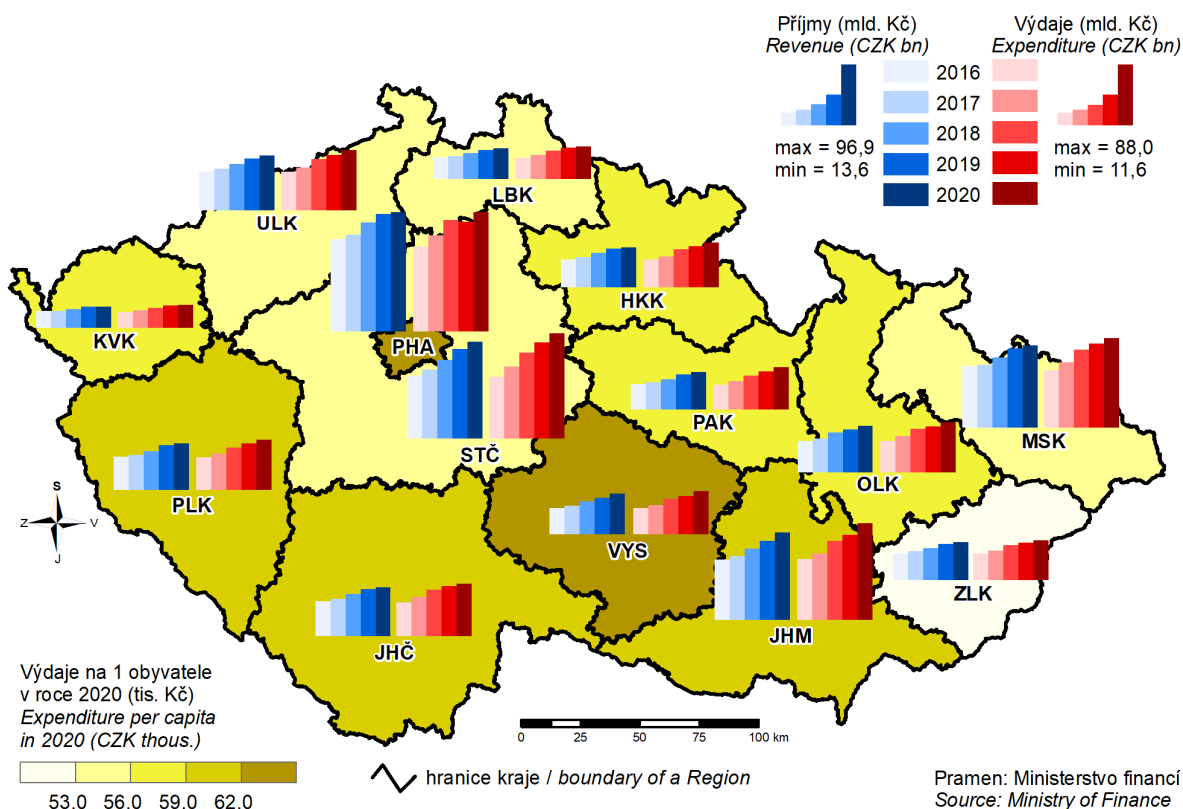 Příjmy (mld. Kč)
Revenue (CZK bn)
Výdaje (mld. Kč)
Expenditure (CZK bn)
2016
2017
2018
2019
2020
max = 96,9
min = 13,6
max = 88,0
min = 11,6
ULK
LBK
KVK
PHA
HKK
STČ
PAK
MSK
PLK
OLK
VYS
ZLK
JHČ
JHM
S
Z
V
J
Výdaje na 1 obyvatele
v roce 2020 (tis. Kč)
Expenditure per capita
in 2020 (CZK thous.)
53.0 56.0 59.0 62.0
0 25 50 75 100 km
hranice kraje / boundary of a Region
Pramen: Ministerstvo financí
Source: Ministry of Finance